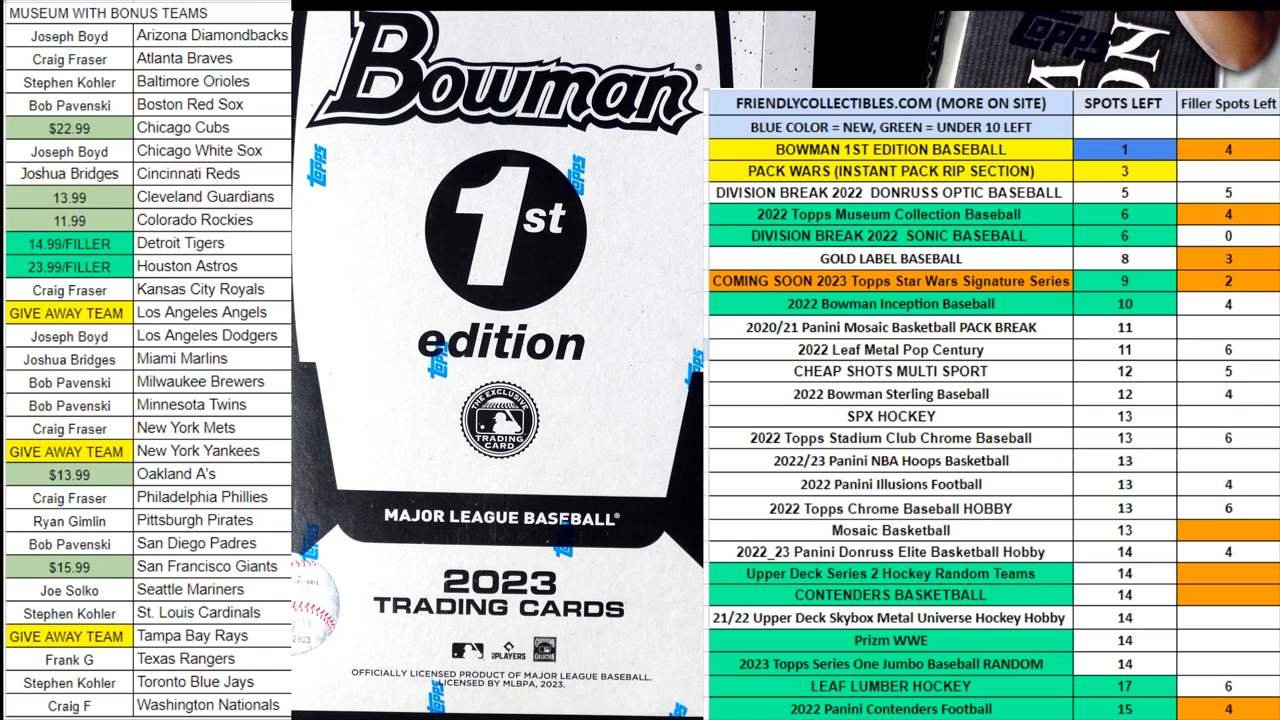 MUSEUM WITH BONUS TEAMS
Joseph Boyd Arizona Diamondbacks
Craig Fraser Atlanta Braves
Stephen Kohler Baltimore Orioles
Bob Pavenski Boston Red Sox
$22.99 Chicago Cubs
Joseph Boyd Chicago White Sox
Joshua Bridges Cincinnati Reds
13.99 Cleveland Guardians
11.99 Colorado Rockies
14.99/FILLER Detroit Tigers
23.99/FILLER Houston Astros
Craig Fraser Kansas City Royals
GIVE AWAY TEAM Los Angeles Angels
Joseph Boyd Los Angeles Dodgers
Joshua Bridges Miami Marlins
Bob Pavenski Milwaukee Brewers
Bob Pavenski Minnesota Twins
Craig Fraser New York Mets
GIVE AWAY TEAM New York Yankees
$13.99 Oakland A's
Craig Fraser Philadelphia Phillies
Ryan Gimlin Pittsburgh Pirates
Bob Pavenski San Diego Padres
$15.99 San Francisco Giants
Joe Solko Seattle Mariners
Stephen Kohler St. Louis Cardinals
GIVE AWAY TEAM Tampa Bay Rays
Frank G Texas Rangers
Stephen Kohler Toronto Blue Jays
Craig F Washington Nationals
Bowman®
topps
topps
1st
edition
topps
topps
THE EXCLUSIVE
MLB
TRADING
CARD
MAJOR LEAGUE BASEBALL®
topps
topps
2023
TRADING CARDS
PLAYERS
OFFICIALLY LICENSED PRODUCT OF MAJOR LEAGUE BASEBALL.
LICENSED BY MLBPA, 2023.
topps
topps
topps
FRIENDLYCOLLECTIBLES.COM (MORE ON SITE) SPOTS LEFT Filler Spots Left
BLUE COLOR = NEW, GREEN = UNDER 10 LEFT
BOWMAN 1ST EDITION BASEBALL 1 4
PACK WARS (INSTANT PACK RIP SECTION) 3
DIVISION BREAK 2022 DONRUSS OPTIC BASEBALL 5 5
2022 Topps Museum Collection Baseball 6 4
DIVISION BREAK 2022 SONIC BASEBALL 6 0
GOLD LABEL BASEBALL 8 3
COMING SOON 2023 Topps Star Wars Signature Series 9 2
2022 Bowman Inception Baseball 10 4
2020/21 Panini Mosaic Basketball PACK BREAK 11
2022 Leaf Metal Pop Century 11 6
CHEAP SHOTS MULTI SPORT 12 5
2022 Bowman Sterling Baseball 12 4
SPX HOCKEY 13
2022 Topps Stadium Club Chrome Baseball 13 6
2022/23 Panini NBA Hoops Basketball 13
2022 Panini Illusions Football 13 4
2022 Topps Chrome Baseball HOBBY 13 6
Mosaic Basketball 13
2022_23 Panini Donruss Elite Basketball Hobby 14 4
Upper Deck Series 2 Hockey Random Teams 14
CONTENDERS BASKETBALL 14
21/22 Upper Deck Skybox Metal Universe Hockey Hobby 14
Prizm WWE 14
2023 Topps Series One Jumbo Baseball RANDOM 14
LEAF LUMBER HOCKEY 17 6
2022 Panini Contenders Football 15 4